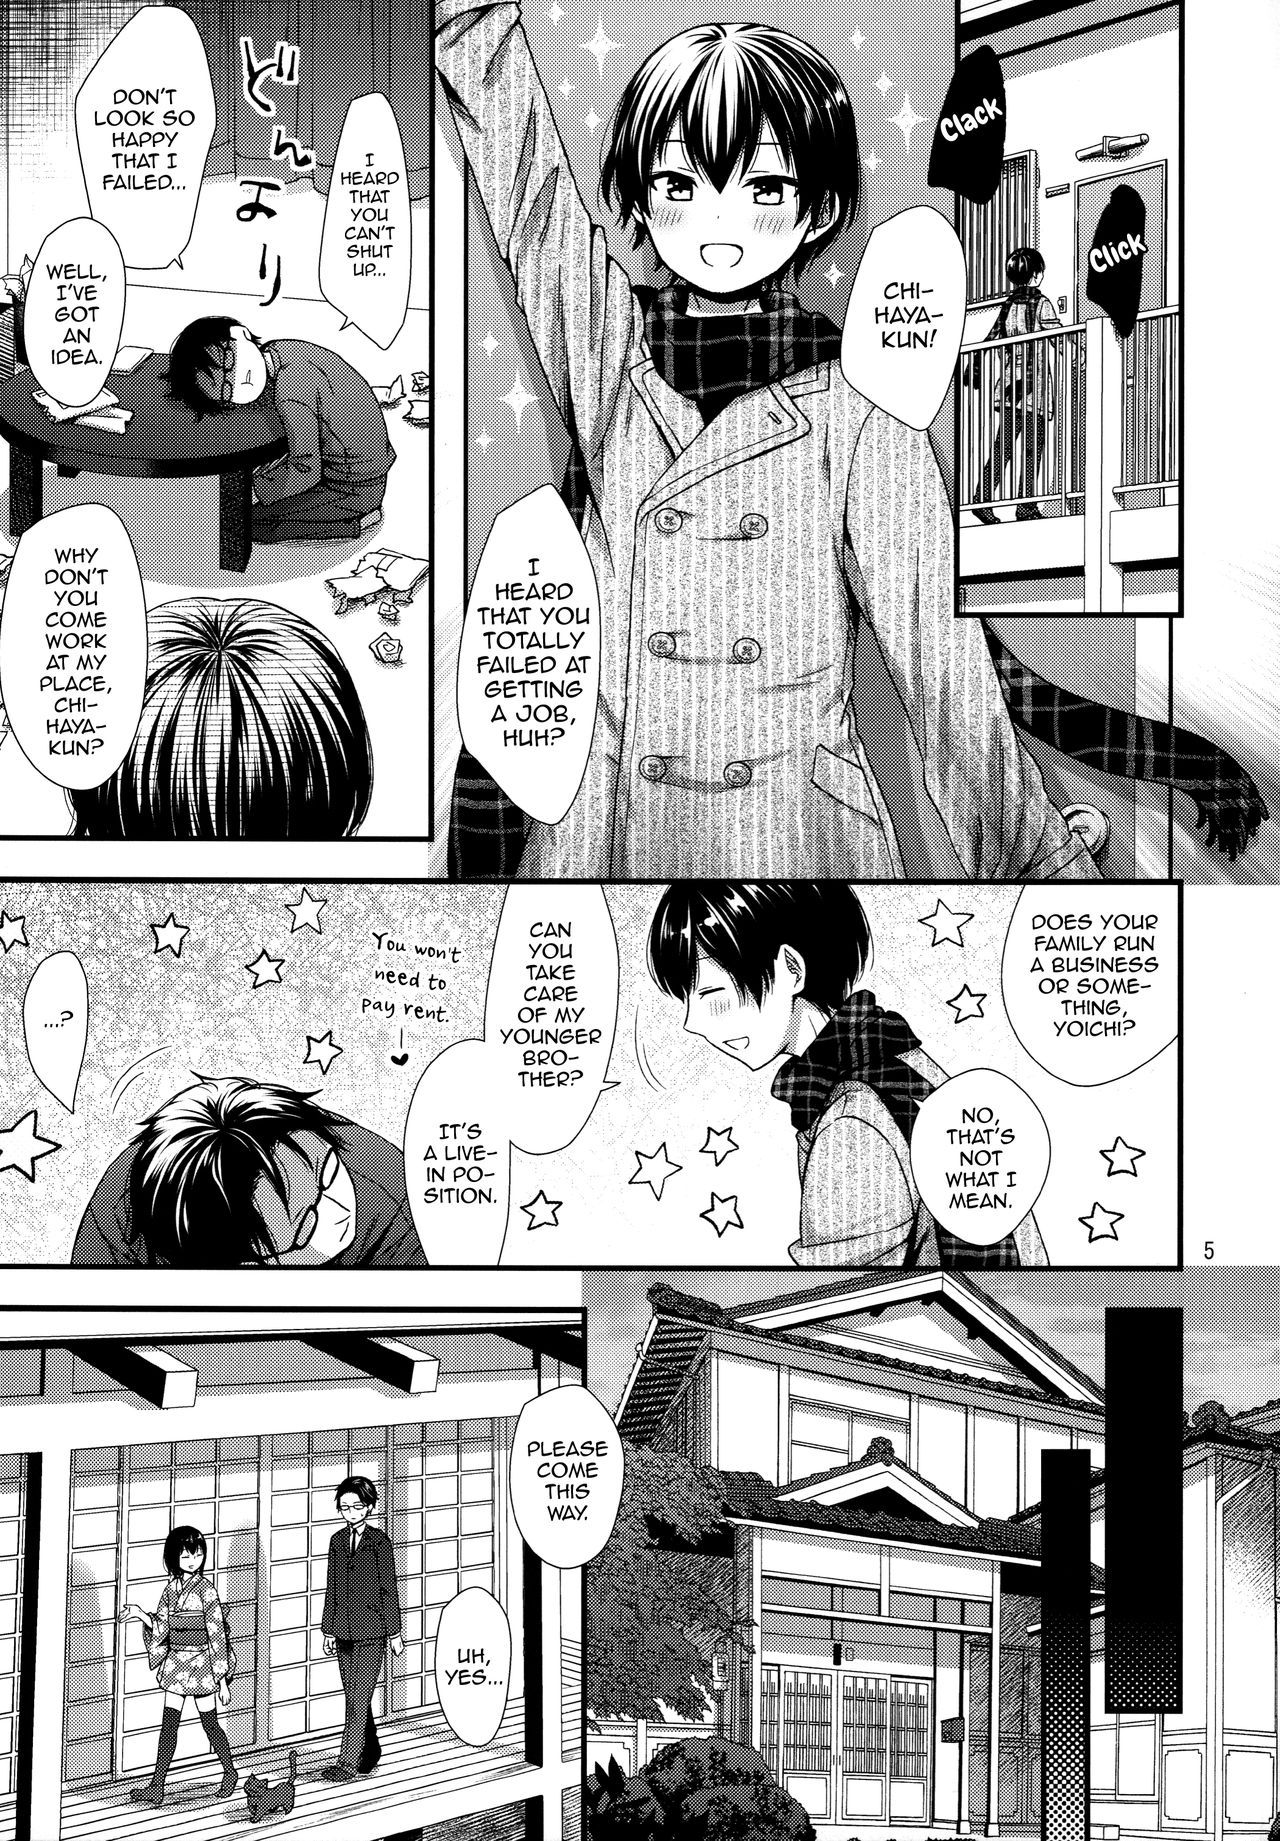 Clack
Click
CHI-
HAYA-
KUN!
I
HEARD
THAT YOU
TOTALLY
FAILED AT
GETTING
A JOB,
HUH?
I
HEARD
THAT YOU
CAN'T
SHUT
UP...
どんより
DON'T
LOOK SO
HAPPY
THAT I
FAILED...
WELL,
I'VE
GOT
AN
IDEA.
WHY
DON'T
YOU
COME
WORK
AT MY
PLACE,
CHI-
HAYA-
KUN?
DOES YOUR
FAMILY RUN
A BUSINESS
OR SOME-
THING,
YOICHI?
NO,
THAT'S
NOT
WHAT I
MEAN.
CAN
YOU
TAKE
CARE
OF MY
YOUNGER
BRO-
THER?
IT'S
A LIVE-
IN PO-
SITION.
You won't
need to
pay rent.
♥
...?
5
PLEASE
COME
THIS
WAY.
UH,
YES...